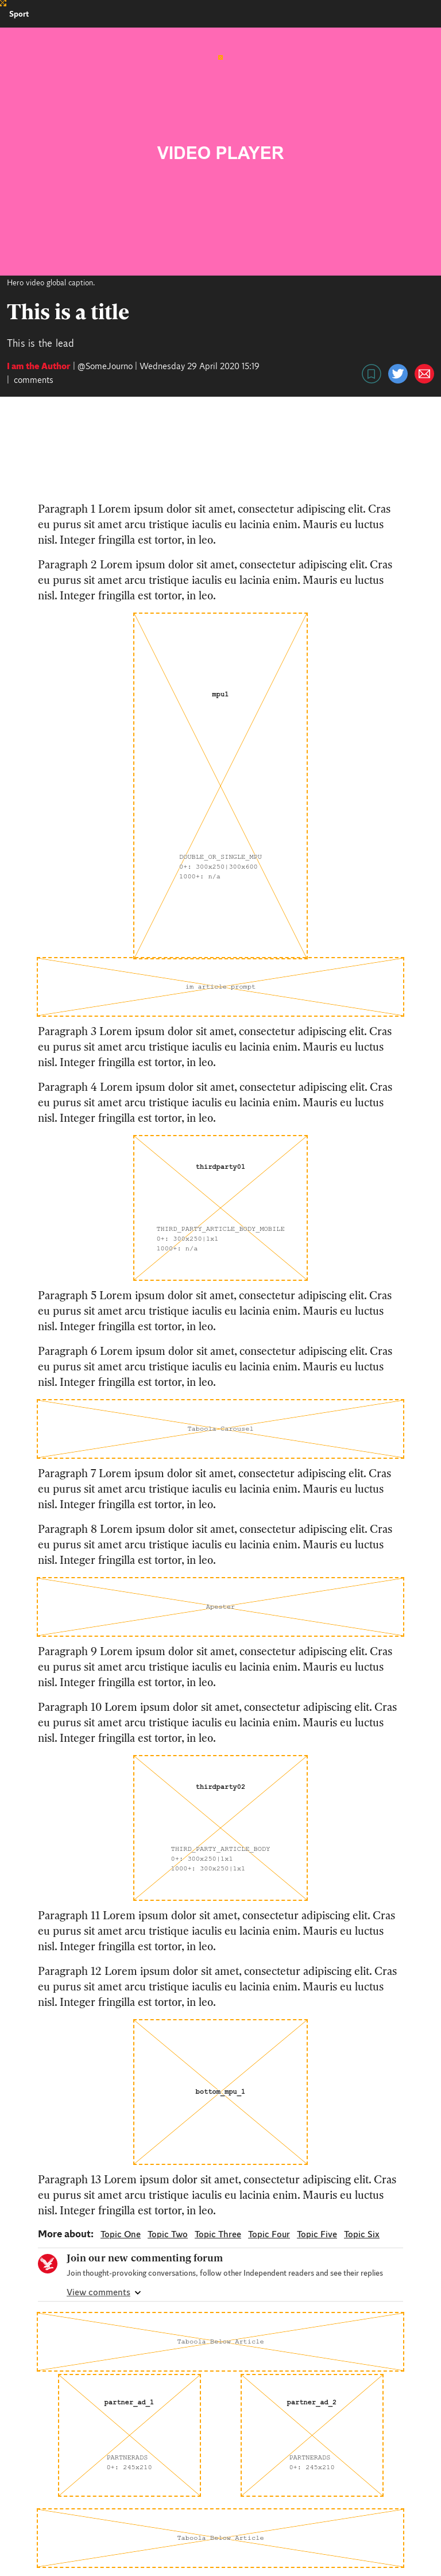 Sport
VIDEO PLAYER
Hero video global caption.
This is a title
This is the lead
I am the Author | @SomeJourno | Wednesday 29 April 2020 15:19
| comments
Paragraph 1 Lorem ipsum dolor sit amet, consectetur adipiscing elit. Cras
eu purus sit amet arcu tristique iaculis eu lacinia enim. Mauris eu luctus
nisl. Integer fringilla est tortor, in leo.
Paragraph 2 Lorem ipsum dolor sit amet, consectetur adipiscing elit. Cras
eu purus sit amet arcu tristique iaculis eu lacinia enim. Mauris eu luctus
nisl. Integer fringilla est tortor, in leo.
mpu1
DOUBLE_OR_SINGLE_MPU
0+: 300x250|300x600
1000+: n/a
im article prompt
Paragraph 3 Lorem ipsum dolor sit amet, consectetur adipiscing elit. Cras
eu purus sit amet arcu tristique iaculis eu lacinia enim. Mauris eu luctus
nisl. Integer fringilla est tortor, in leo.
Paragraph 4 Lorem ipsum dolor sit amet, consectetur adipiscing elit. Cras
eu purus sit amet arcu tristique iaculis eu lacinia enim. Mauris eu luctus
nisl. Integer fringilla est tortor, in leo.
thirdparty01
THIRD_PARTY_ARTICLE_BODY_MOBILE
0+: 300x250|1x1
1000+: n/a
Paragraph 5 Lorem ipsum dolor sit amet, consectetur adipiscing elit. Cras
eu purus sit amet arcu tristique iaculis eu lacinia enim. Mauris eu luctus
nisl. Integer fringilla est tortor, in leo.
Paragraph 6 Lorem ipsum dolor sit amet, consectetur adipiscing elit. Cras
eu purus sit amet arcu tristique iaculis eu lacinia enim. Mauris eu luctus
nisl. Integer fringilla est tortor, in leo.
Taboola Carousel
Paragraph 7 Lorem ipsum dolor sit amet, consectetur adipiscing elit. Cras
eu purus sit amet arcu tristique iaculis eu lacinia enim. Mauris eu luctus
nisl. Integer fringilla est tortor, in leo.
Paragraph 8 Lorem ipsum dolor sit amet, consectetur adipiscing elit. Cras
eu purus sit amet arcu tristique iaculis eu lacinia enim. Mauris eu luctus
nisl. Integer fringilla est tortor, in leo.
Apester
Paragraph 9 Lorem ipsum dolor sit amet, consectetur adipiscing elit. Cras
eu purus sit amet arcu tristique iaculis eu lacinia enim. Mauris eu luctus
nisl. Integer fringilla est tortor, in leo.
Paragraph 10 Lorem ipsum dolor sit amet, consectetur adipiscing elit. Cras
eu purus sit amet arcu tristique iaculis eu lacinia enim. Mauris eu luctus
nisl. Integer fringilla est tortor, in leo.
thirdparty02
THIRD_PARTY_ARTICLE_BODY
0+: 300x250|1x1
1000+: 300x250|1x1
Paragraph 11 Lorem ipsum dolor sit amet, consectetur adipiscing elit. Cras
eu purus sit amet arcu tristique iaculis eu lacinia enim. Mauris eu luctus
nisl. Integer fringilla est tortor, in leo.
Paragraph 12 Lorem ipsum dolor sit amet, consectetur adipiscing elit. Cras
eu purus sit amet arcu tristique iaculis eu lacinia enim. Mauris eu luctus
nisl. Integer fringilla est tortor, in leo.
bottom_mpu_1
Paragraph 13 Lorem ipsum dolor sit amet, consectetur adipiscing elit. Cras
eu purus sit amet arcu tristique iaculis eu lacinia enim. Mauris eu luctus
nisl. Integer fringilla est tortor, in leo.
More about: Topic One Topic Two Topic Three Topic Four Topic Five Topic Six
Join our new commenting forum
Join thought-provoking conversations, follow other Independent readers and see their replies
View comments
Taboola Below Article
partner_ad_1
PARTNERADS
0+: 245x210
partner_ad_2
PARTNERADS
0+: 245x210
Taboola Below Article